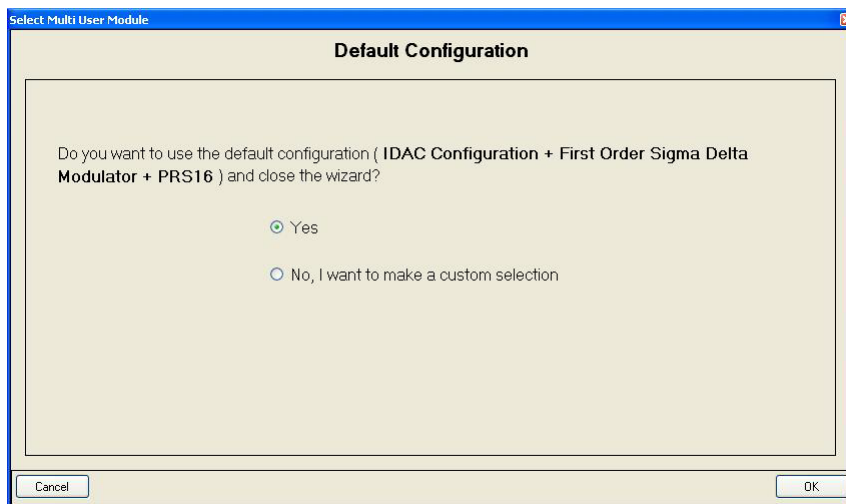 Select Multi User Module
Default Configuration
Do you want to use the default configuration ( IDAC Configuration + First Order Sigma Delta
Modulator + PRS16 ) and close the wizard?
Yes
No, I want to make a custom selection
Cancel
OK